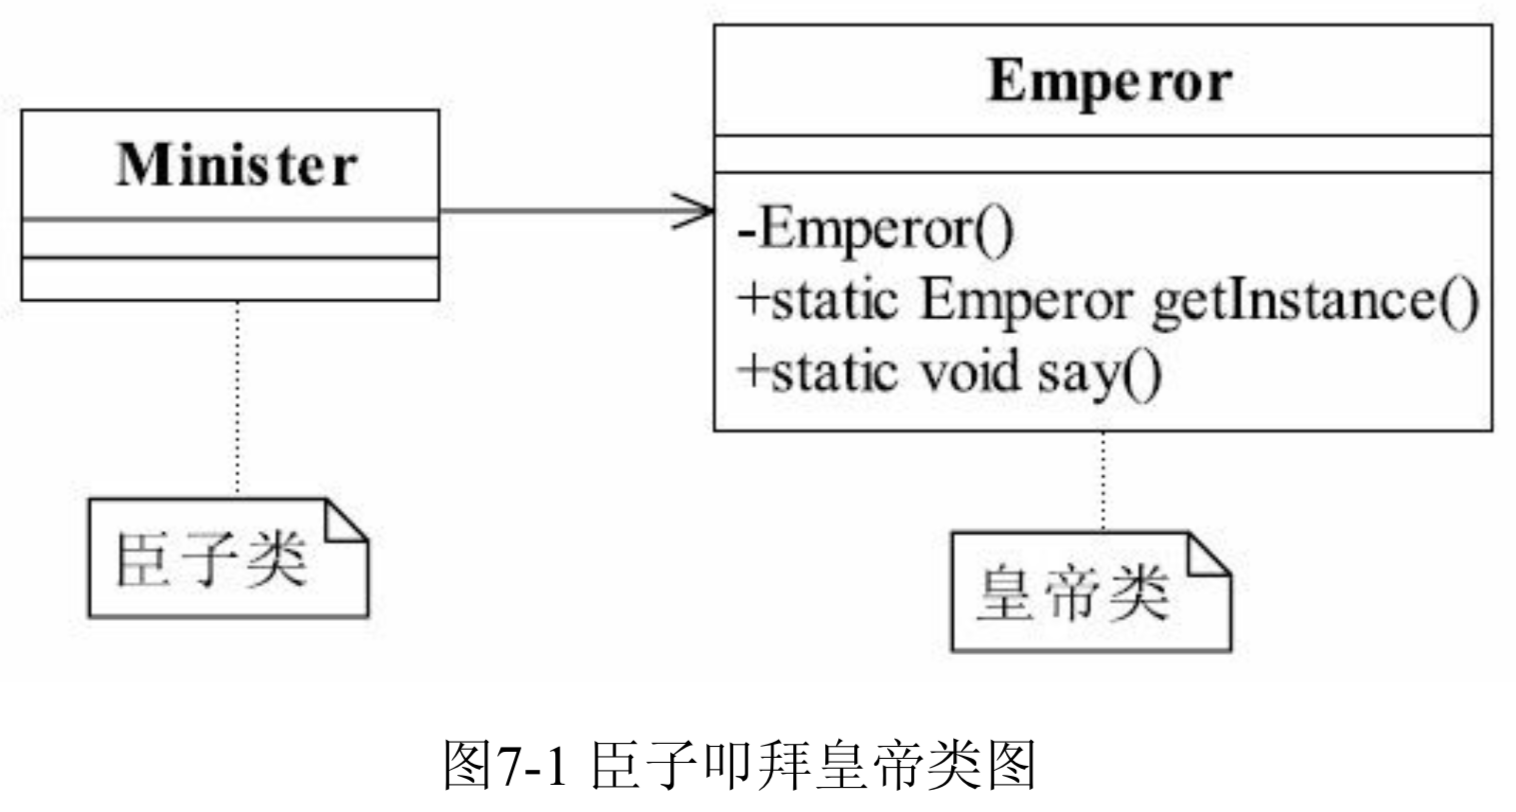 Minister
Emperor
-Emperor()
+static Emperor getInstance()
+static void say()
臣子类
皇帝类
图7-1 臣子叩拜皇帝类图